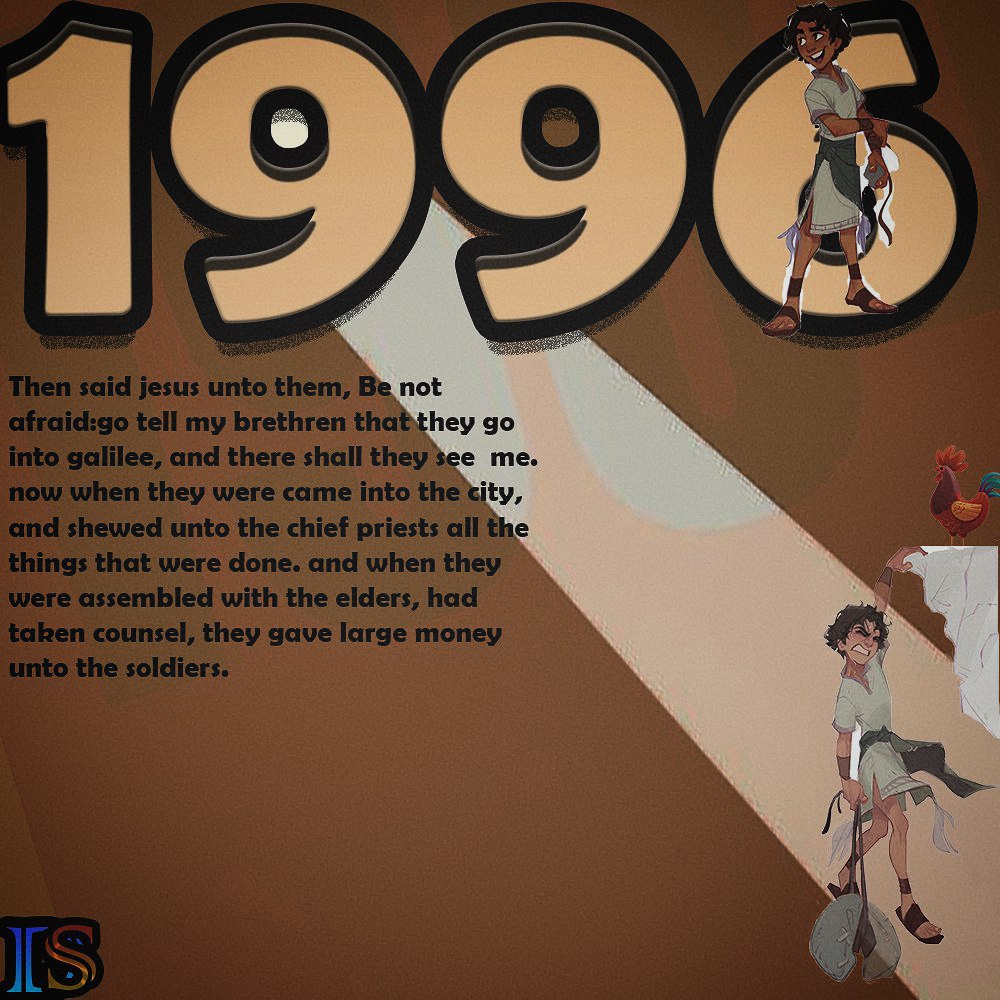 1996
Then said jesus unto them, Be not
afraid:go tell my brethren that they go
into galilee, and there shall they see  me.
now when they were came into the city,
and shewed unto the chief priests all the
things that were done. and when they
were assembled with the elders, had
taken counsel, they gave large money
unto the soldiers.
IS